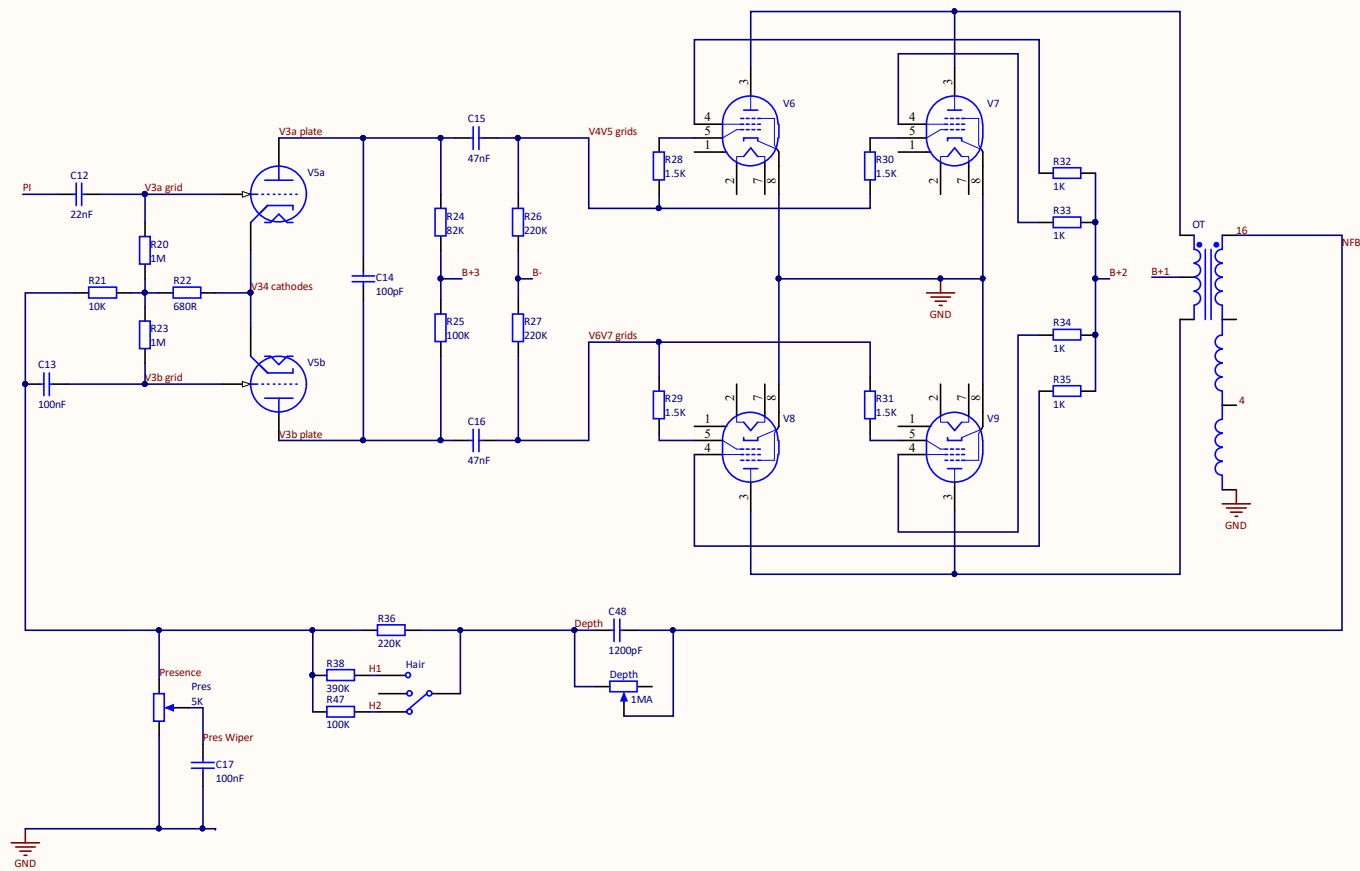 V6
V7
3
3
4
5
1
2
7
8
4
5
1
2
7
8
V3a plate
C15
47nF
V4V5 grids
R28
1.5K
R30
1.5K
R32
1K
R33
1K
PI
C12
22nF
V3a grid
V5a
R20
1M
R24
82K
R26
220K
OT
16
NFB
R21
10K
R22
680R
V34 cathodes
C14
100pF
B+3
B-
GND
B+2
B+1
R23
1M
R25
100K
R27
220K
V6V7 grids
R34
1K
R35
1K
C13
100nF
V3b grid
V5b
V3b plate
C16
47nF
R29
1.5K
R31
1.5K
2
7
8
1
5
4
V8
3
2
7
8
1
5
4
V9
3
4
GND
R36
220K
Depth
C48
1200pF
R38
390K
H1
Hair
R47
100K
H2
Depth
1MA
Presence
Pres
5K
Pres Wiper
C17
100nF
GND